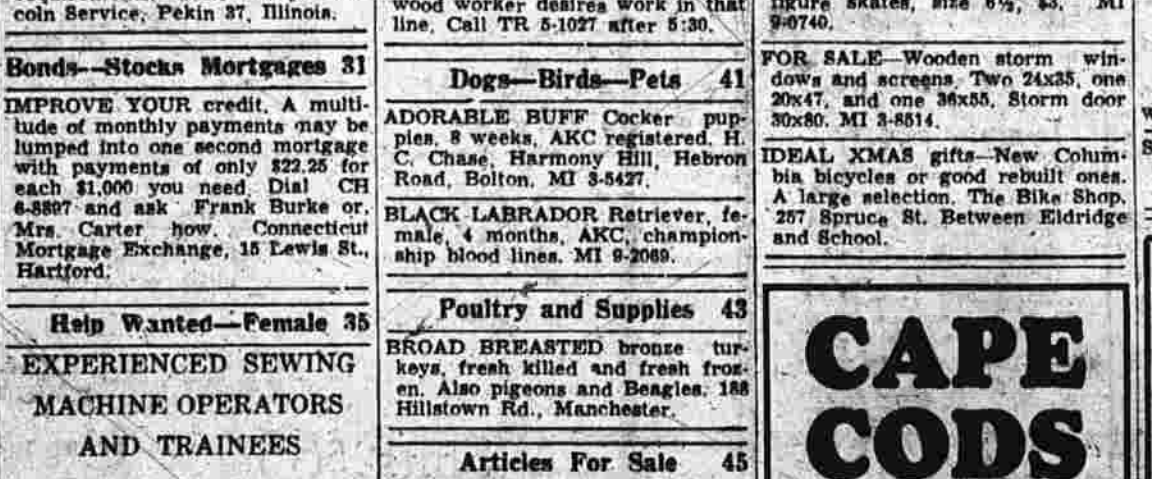 coln Service, Pekin 37, Illinois.
Bonds—Stocks Mortgages 31
IMPROVE YOUR credit. A multi-
tude of monthly payments may be
lumped into one second mortgage
with payments of only $22.25 for
each $1,000 you need. Dial CH
6-8897 and ask Frank Burke or.
Mrs. Carter how. Connecticut
Mortgage Exchange, 15 Lewis St.,
Hartford.
Help Wanted—Female 35
EXPERIENCED SEWING
MACHINE OPERATORS
AND TRAINEES
wood worker desires work in that
line. Call TR 5-1027 after 5:30.
Dogs—Birds—Pets 41
ADORABLE BUFF Cocker pup-
pies, 8 weeks, AKC registered. H.
C. Chase, Harmony Hill, Hebron
Road, Bolton. MI 3-5427.
BLACK LABRADOR Retriever, fe-
male, 4 months, AKC, champion-
ship blood lines. MI 9-2069.
Poultry and Supplies 43
BROAD BREASTED bronze tur-
keys, fresh killed and fresh froz-
en. Also pigeons and Beagles. 188
Hillstown Rd., Manchester.
Articles For Sale 45
figure skates, size 6½, $3. MI
9-0740.
FOR SALE—Wooden storm win-
dows and screens. Two 24x35, one
20x47, and one 36x55. Storm door
30x80. MI 3-8514.
IDEAL XMAS gifts—New Colum-
bia bicycles or good rebuilt ones.
A large selection. The Bike Shop,
257 Spruce St. Between Eldridge
and School.
CAPE
CODS